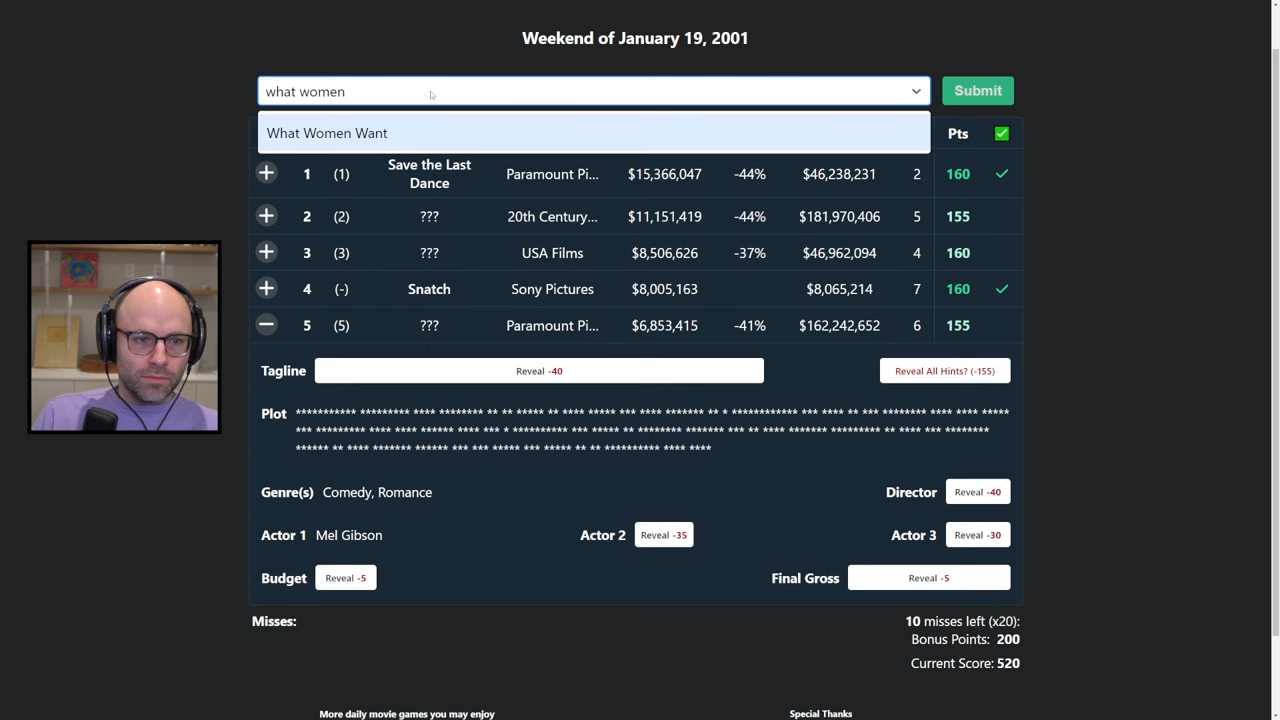 Weekend of January 19, 2001
what women
Submit
What Women Want
Pts
1 (1) Save the Last Dance Paramount Pi... $15,366,047 -44% $46,238,231 2 160
2 (2) ??? 20th Century... $11,151,419 -44% $181,970,406 5 155
3 (3) ??? USA Films $8,506,626 -37% $46,962,094 4 160
4 (-) Snatch Sony Pictures $8,005,163 $8,065,214 7 160
5 (5) ??? Paramount Pi... $6,853,415 -41% $162,242,652 6 155
Tagline Reveal -40 Reveal All Hints? (-155)
Plot *********** ********* **** ******** ** ** ***** ** **** ***** *** **** ******* ** * ************ *** **** ** *** ******** **** **** *****
*** ********* **** **** ****** **** *** * ********** *** ***** ** ******** ******* *** ** **** ******* ********* ** **** *** ********
****** ** **** ******* ****** *** *** ***** *** ***** ** ** ********** **** ****
Genre(s) Comedy, Romance Director Reveal -40
Actor 1 Mel Gibson Actor 2 Reveal -35 Actor 3 Reveal -30
Budget Reveal -5 Final Gross Reveal -5
Misses: 10 misses left (x20):
Bonus Points: 200
Current Score: 520
More daily movie games you may enjoy Special Thanks